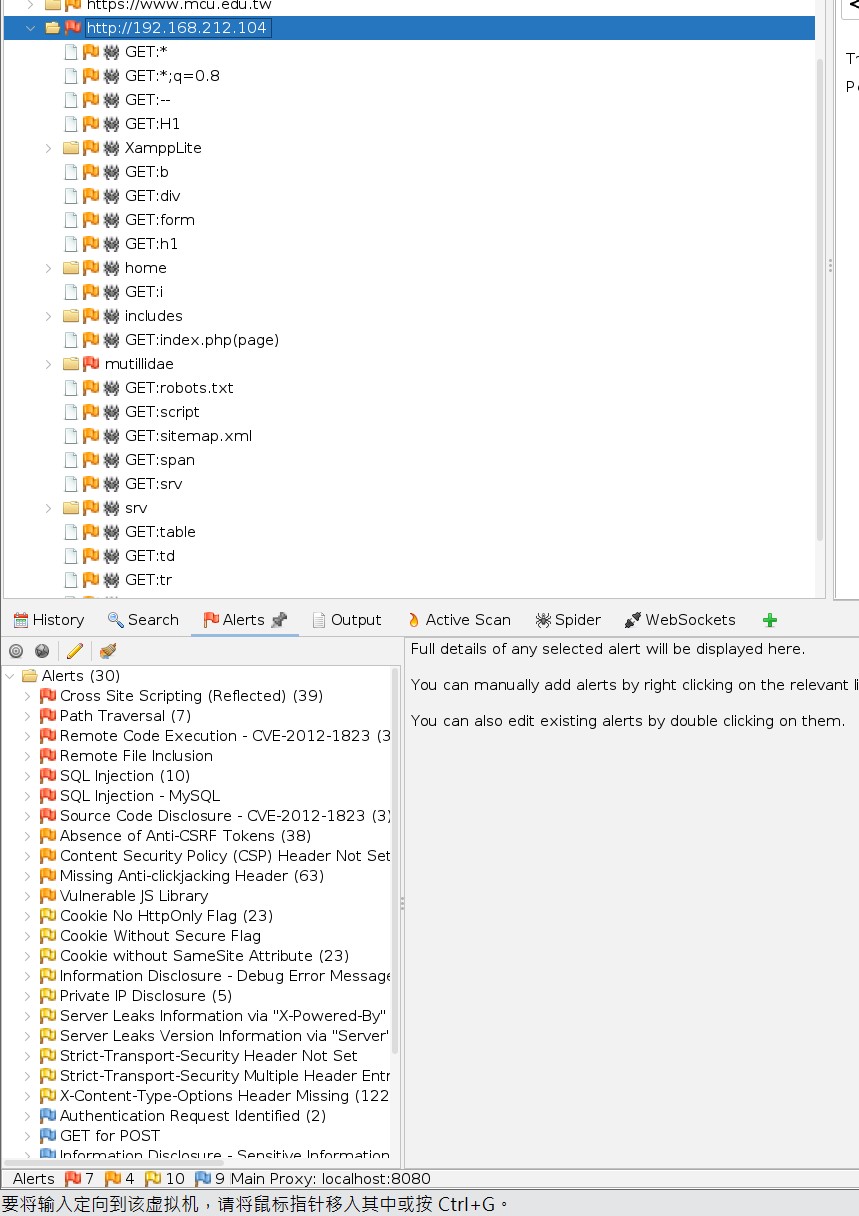 https://www.mcu.edu.tw
http://192.168.212.104
GET:*
GET:*;q=0.8
GET:--
GET:H1
XamppLite
GET:b
GET:div
GET:form
GET:h1
home
GET:i
includes
GET:index.php(page)
mutillidae
GET:robots.txt
GET:script
GET:sitemap.xml
GET:span
GET:srv
srv
GET:table
GET:td
GET:tr
History Search Alerts Output Active Scan Spider WebSockets
Full details of any selected alert will be displayed here.
You can manually add alerts by right clicking on the relevant li
You can also edit existing alerts by double clicking on them.
Alerts (30)
Cross Site Scripting (Reflected) (39)
Path Traversal (7)
Remote Code Execution - CVE-2012-1823 (3
Remote File Inclusion
SQL Injection (10)
SQL Injection - MySQL
Source Code Disclosure - CVE-2012-1823 (3)
Absence of Anti-CSRF Tokens (38)
Content Security Policy (CSP) Header Not Set
Missing Anti-clickjacking Header (63)
Vulnerable JS Library
Cookie No HttpOnly Flag (23)
Cookie Without Secure Flag
Cookie without SameSite Attribute (23)
Information Disclosure - Debug Error Message
Private IP Disclosure (5)
Server Leaks Information via "X-Powered-By"
Server Leaks Version Information via "Server"
Strict-Transport-Security Header Not Set
Strict-Transport-Security Multiple Header Entr
X-Content-Type-Options Header Missing (122
Authentication Request Identified (2)
GET for POST
Information Disclosure - Sensitive Information
Alerts 7 4 10 9 Main Proxy: localhost:8080
要将输入定向到该虚拟机，请将鼠标指针移入其中或按 Ctrl+G。